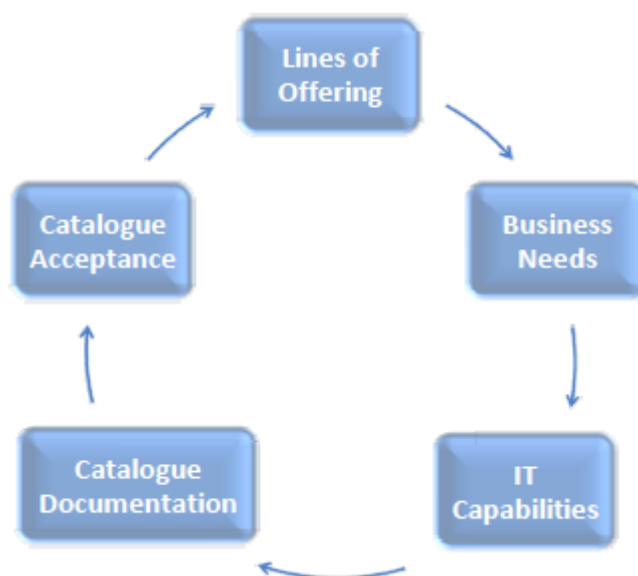 Lines of
Offering
Business
Needs
IT
Capabilities
Catalogue
Documentation
Catalogue
Acceptance